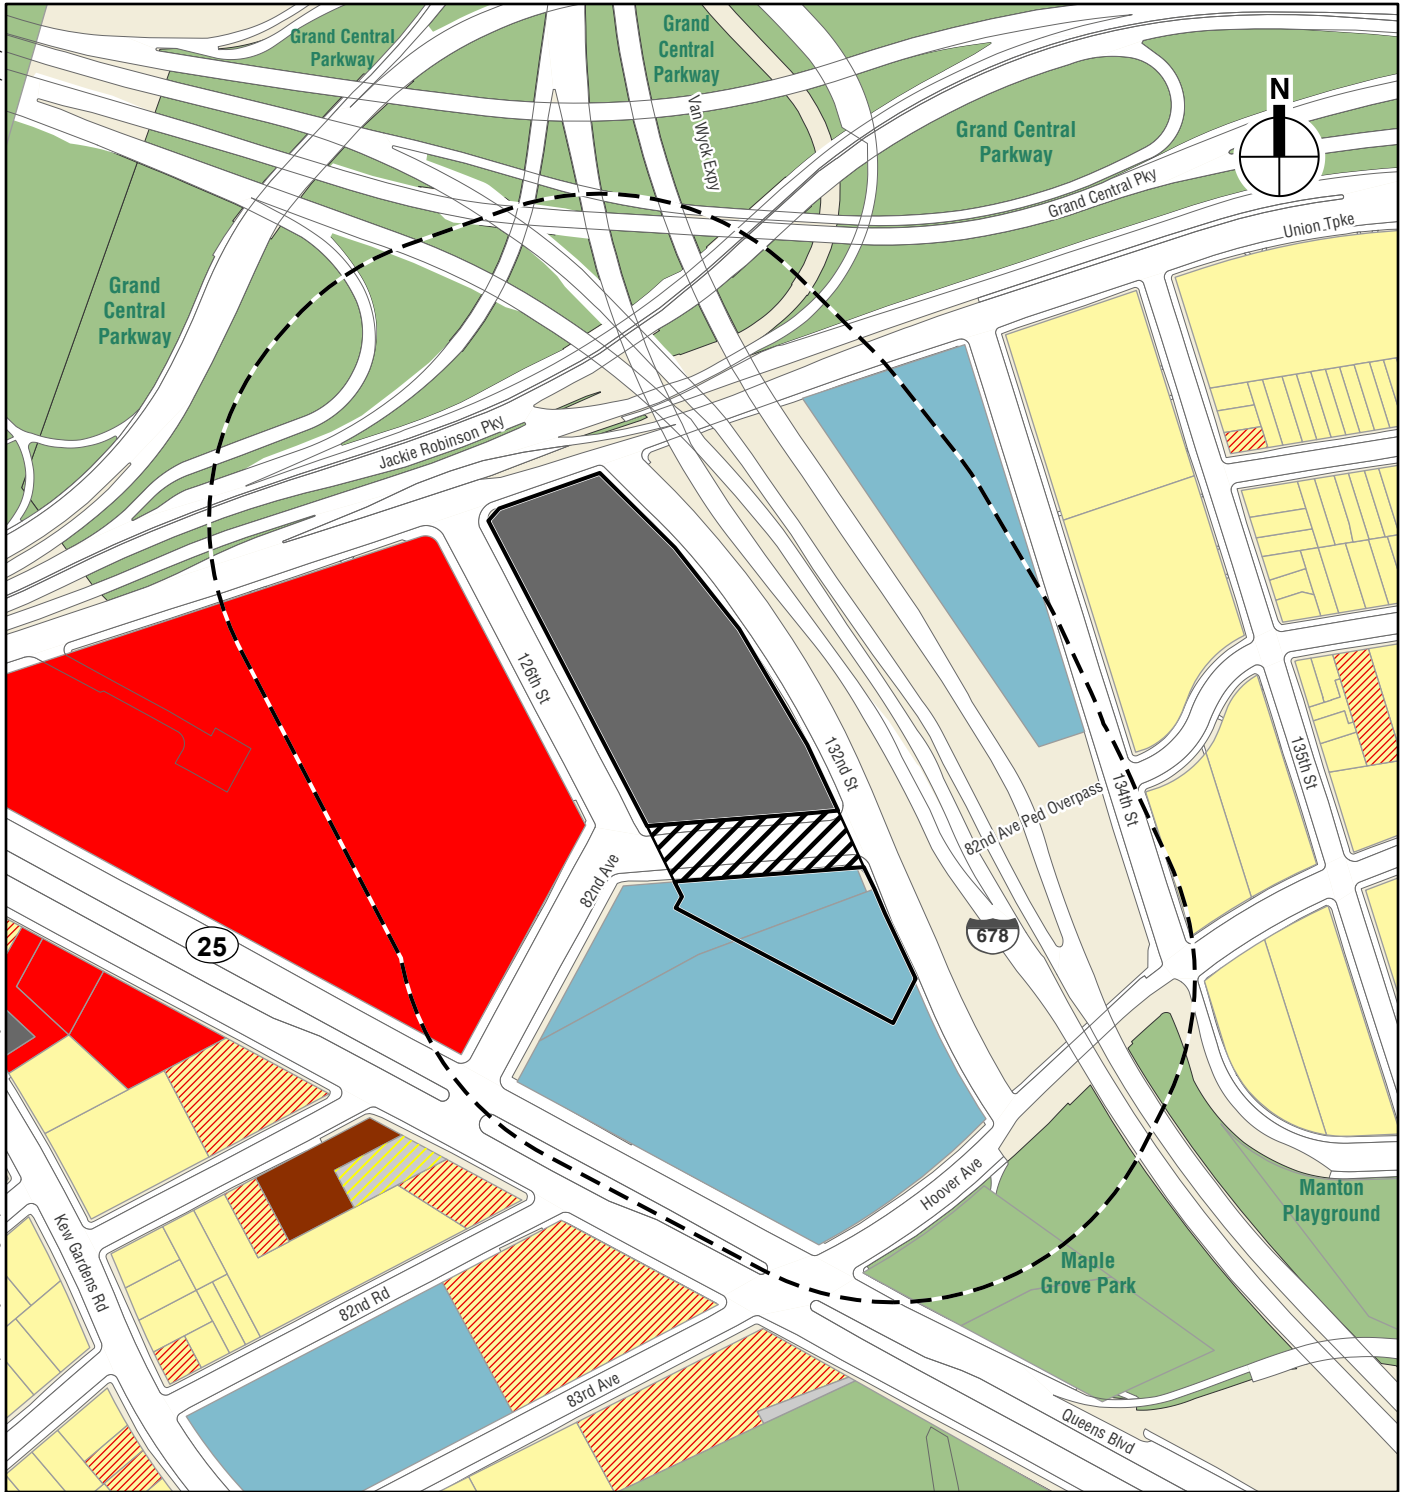 Grand Central
Parkway
Grand
Central
Parkway
Van Wyck Expy
Grand Central
Parkway
N
Grand Central Pky
Union Tpke
Grand
Central
Parkway
Jackie Robinson Pky
126th St
132nd St
82nd Ave Ped Overpass
134th St
135th St
82nd Ave
25
678
Hoover Ave
Manton
Playground
Maple
Grove Park
Kew Gardens Rd
82nd Rd
83rd Ave
Queens Blvd